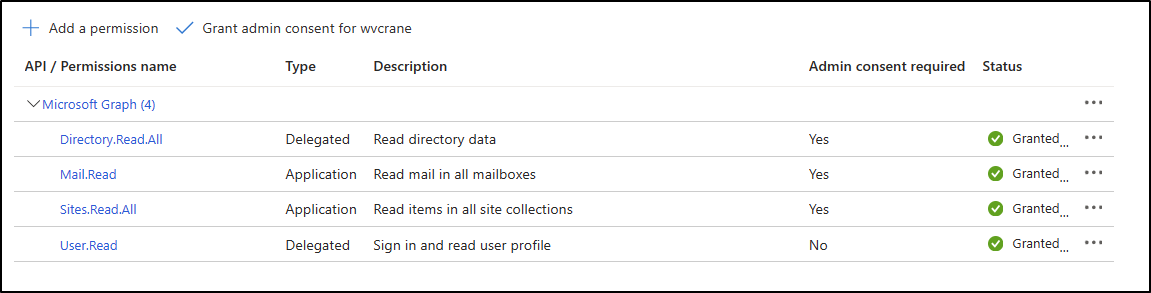 Add a permission Grant admin consent for wvcrane
API / Permissions name Type Description Admin consent required Status
Microsoft Graph (4) ...
Directory.Read.All Delegated Read directory data Yes Granted... ...
Mail.Read Application Read mail in all mailboxes Yes Granted... ...
Sites.Read.All Application Read items in all site collections Yes Granted... ...
User.Read Delegated Sign in and read user profile No Granted... ...